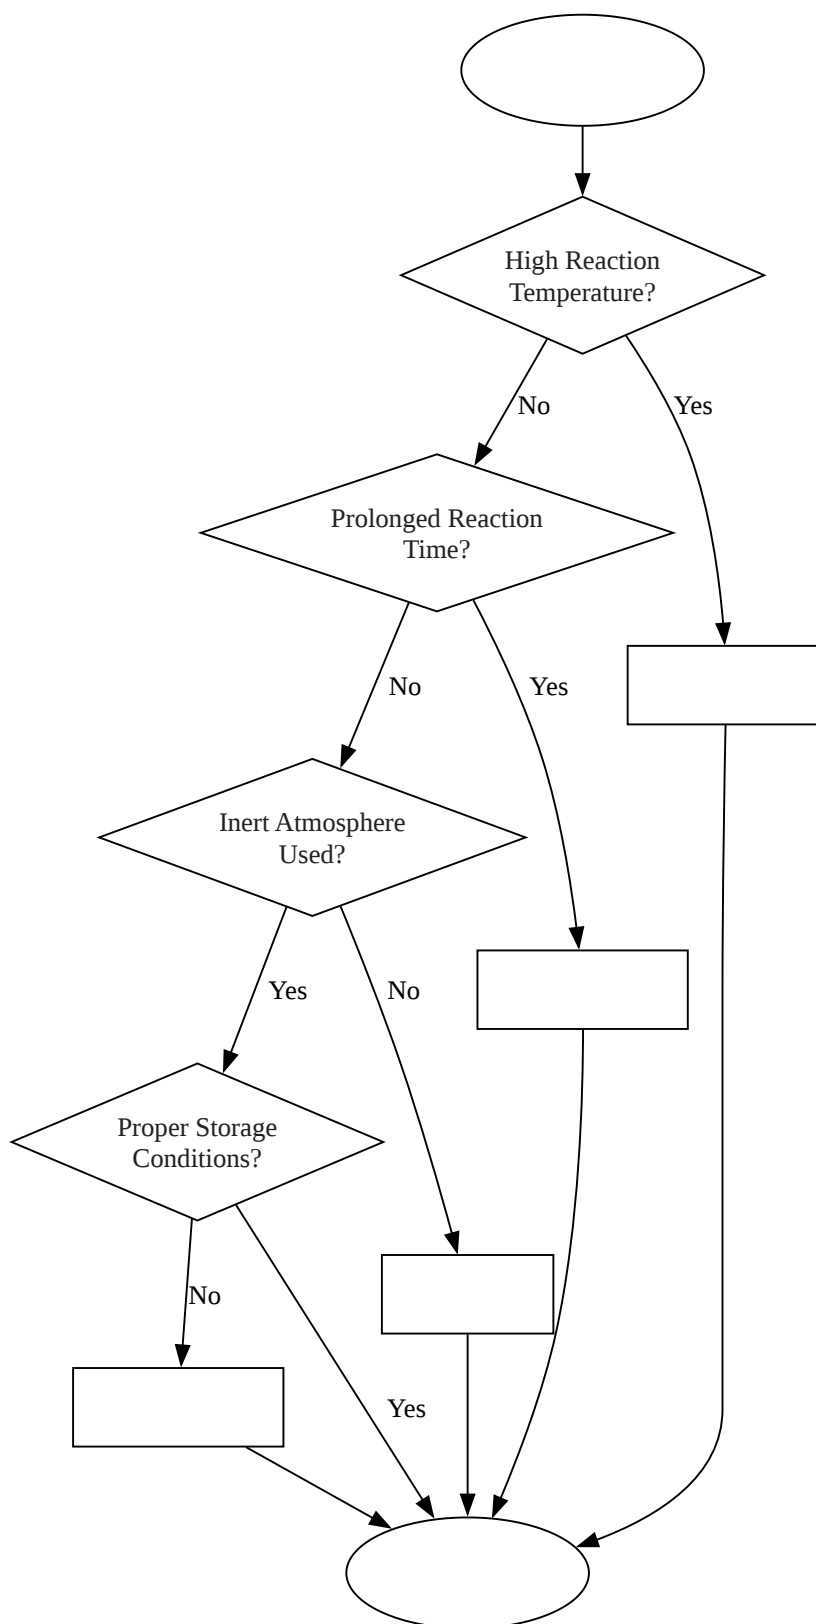 High Reaction
Temperature?
No
Yes
Prolonged Reaction
Time?
No
Yes
Inert Atmosphere
Used?
Yes
No
Proper Storage
Conditions?
No
Yes